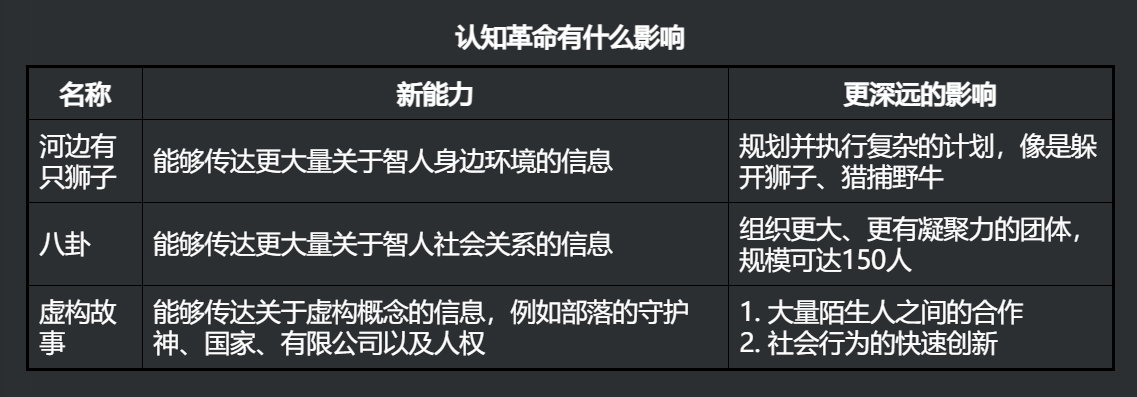 认知革命有什么影响
名称
新能力
更深远的影响
河边有
只狮子
能够传达更大量关于智人身边环境的信息
规划并执行复杂的计划，像是躲
开狮子、猎捕野牛
八卦
能够传达更大量关于智人社会关系的信息
组织更大、更有凝聚力的团体，
规模可达150人
虚构故
事
能够传达关于虚构概念的信息，例如部落的守护
神、国家、有限公司以及人权
1. 大量陌生人之间的合作
2. 社会行为的快速创新